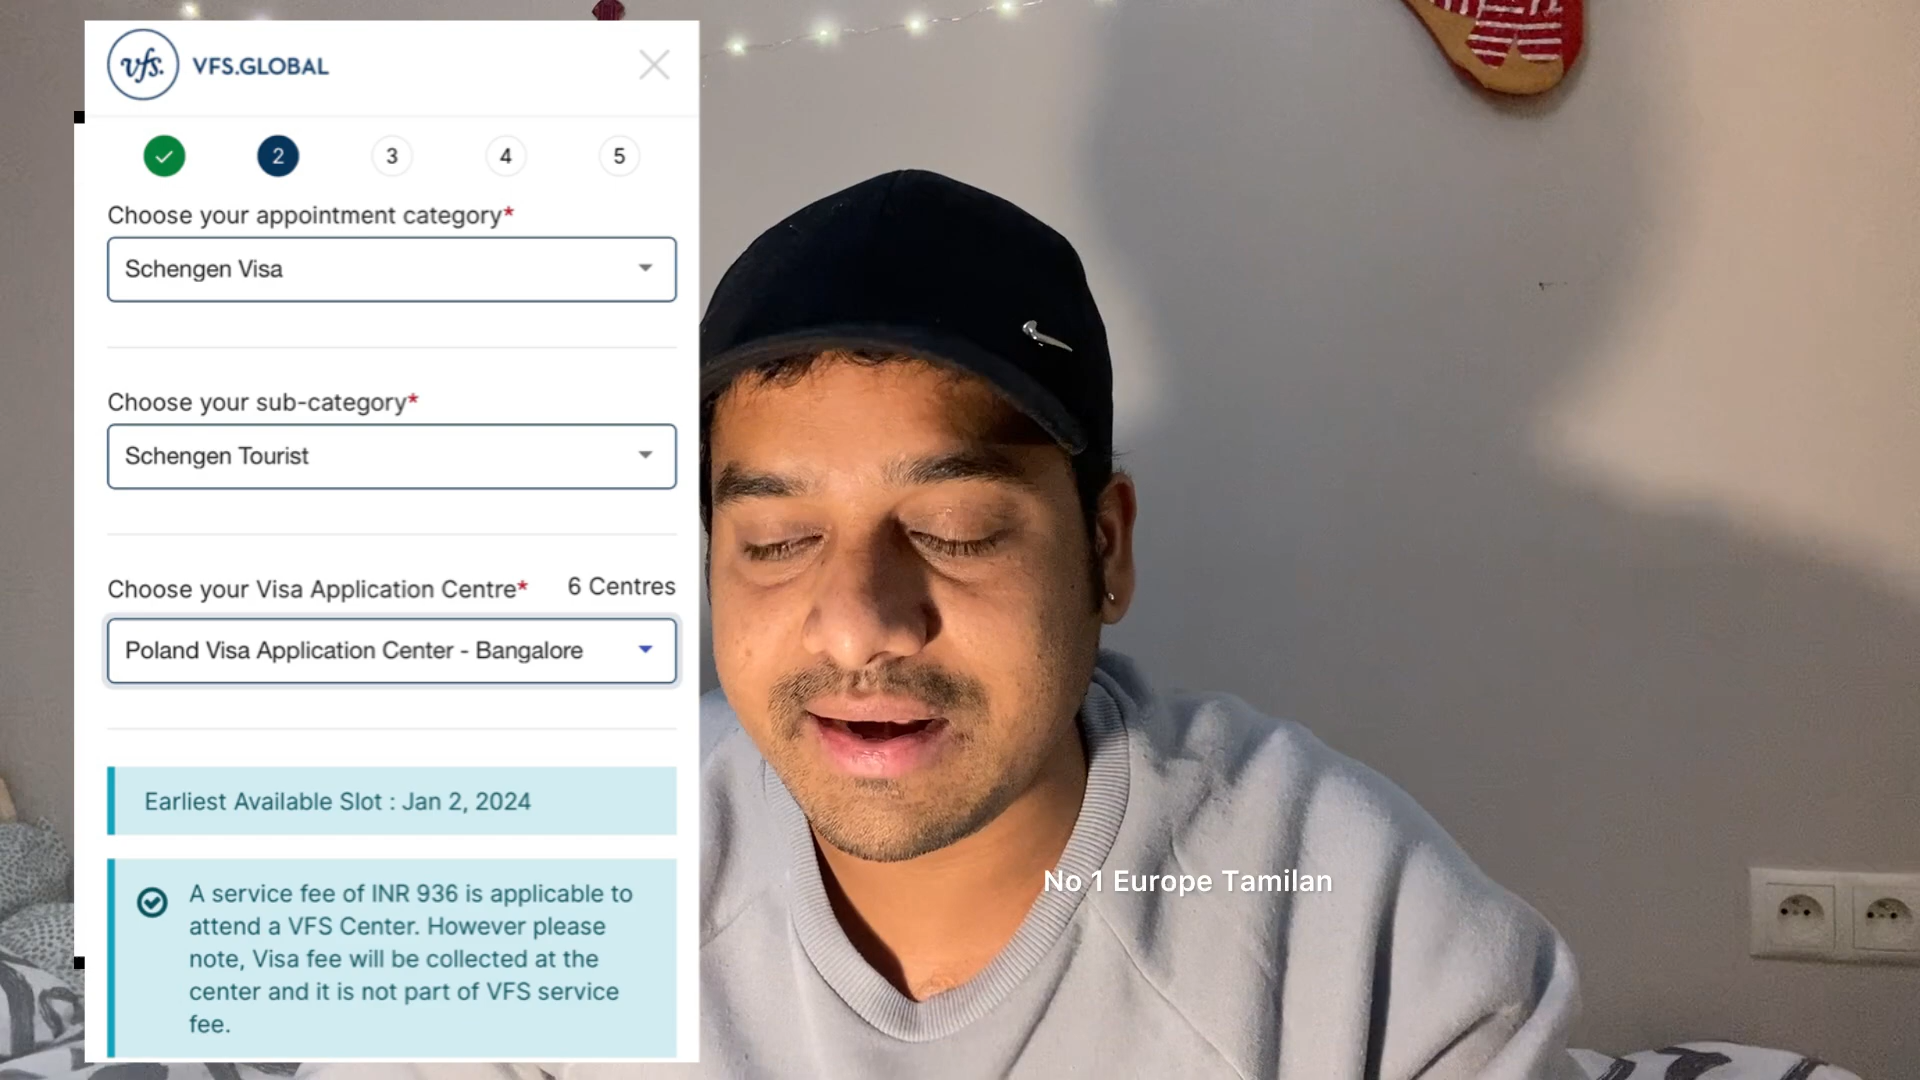 vfs. VFS.GLOBAL
2 3 4 5
Choose your appointment category*
Schengen Visa
Choose your sub-category*
Schengen Tourist
Choose your Visa Application Centre* 6 Centres
Poland Visa Application Center - Bangalore
Earliest Available Slot : Jan 2, 2024
A service fee of INR 936 is applicable to
attend a VFS Center. However please
note, Visa fee will be collected at the
center and it is not part of VFS service
fee.
No 1 Europe Tamilan